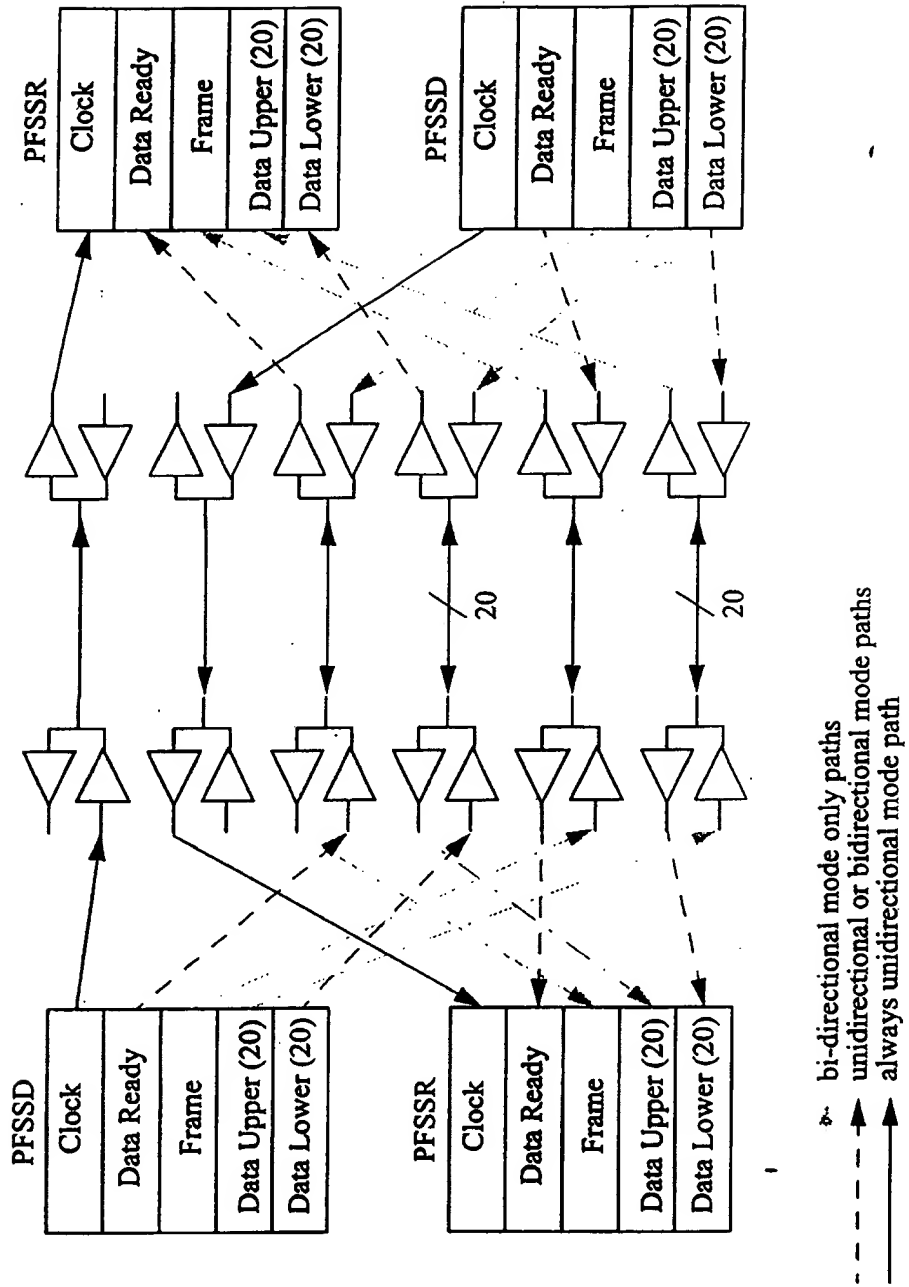 PFSSD
Clock
Data Ready
Frame
Data Upper (20)
Data Lower (20)
PFSSR
Clock
Data Ready
Frame
Data Upper (20)
Data Lower (20)
20
20
PFSSR
Clock
Data Ready
Frame
Data Upper (20)
Data Lower (20)
PFSSD
Clock
Data Ready
Frame
Data Upper (20)
Data Lower (20)
bi-directional mode only paths
unidirectional or bidirectional mode paths
always unidirectional mode path